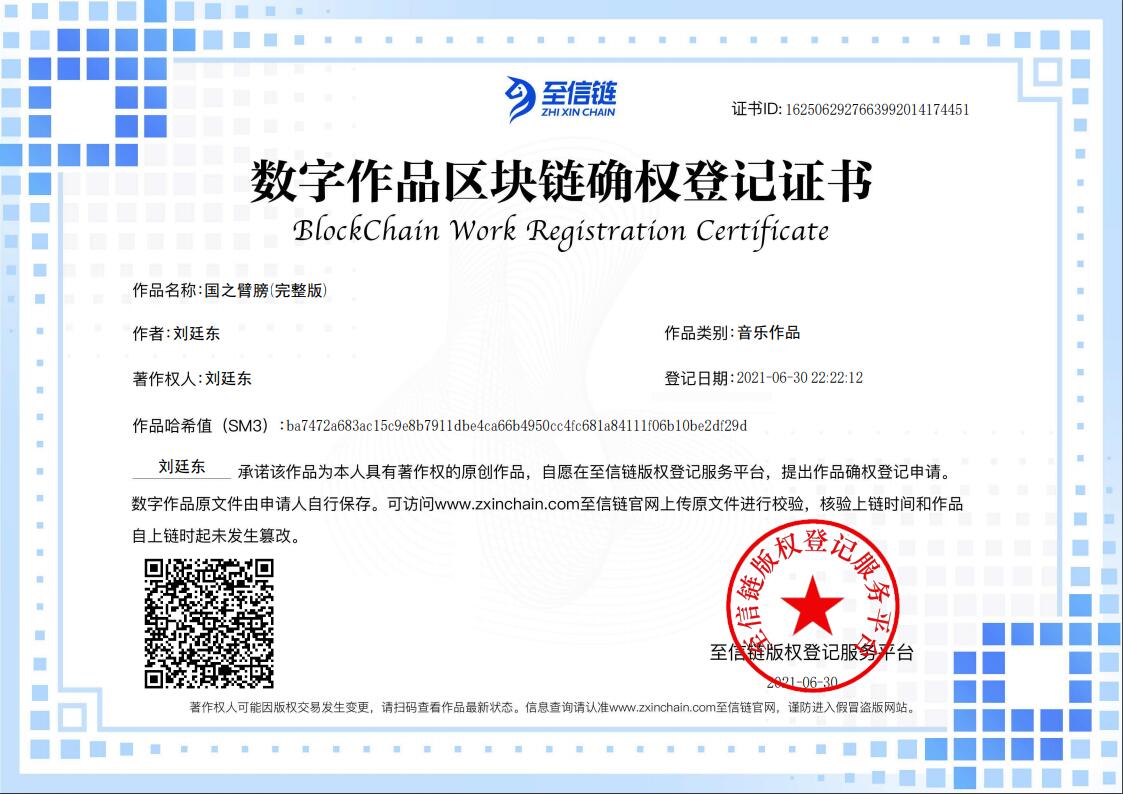 至信链
ZHI XIN CHAIN
证书ID: 1625062927663992014174451
数字作品区块链确权登记证书
BlockChain Work Registration Certificate
作品名称:国之臂膀(完整版)
作者:刘廷东
作品类别:音乐作品
著作权人:刘廷东
登记日期:2021-06-30 22:22:12
作品哈希值（SM3）:ba7472a683ac15c9e8b7911dbe4ca66b4950cc4fc681a84111f06b10be2df29d
刘廷东 承诺该作品为本人具有著作权的原创作品，自愿在至信链版权登记服务平台，提出作品确权登记申请。
数字作品原文件由申请人自行保存。可访问www.zxinchain.com至信链官网上传原文件进行校验，核验上链时间和作品
自上链时起未发生篡改。
至信链版权登记服务平台
至信链版权登记服务平台
2021-06-30
著作权人可能因版权交易发生变更，请扫码查看作品最新状态。信息查询请认准www.zxinchain.com至信链官网，谨防进入假冒盗版网站。